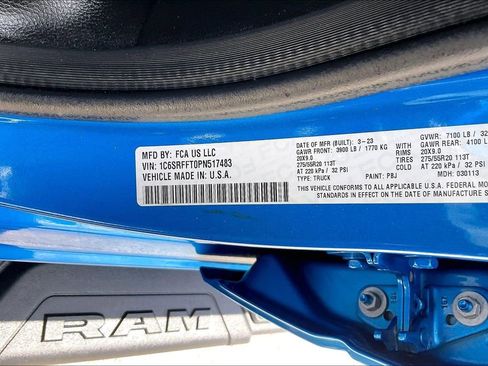 MFD BY: FCA US LLC
VIN: 1C6SRFFT0PN517483
VEHICLE MADE IN U.S.A.
DATE OF MFR (BUILT): 3-23
GAWR FRONT: 3900 LB / 1770 KG
RIMS 20X9.0
TIRES 275/55R20 113T
AT 220 kPa / 32 PSI
TYPE: TRUCK PAINT: PBJ
GVWR: 7100 LB / 32
GAWR REAR: 4100
RIMS 20X9.0
TIRES 275/55R20 113T
AT 220 kPa / 32 PSI
MDH: 030113
THIS VEHICLE CONFORMS TO ALL APPLICABLE U.S.A. FEDERAL MO
STANDARDS IN EFFECT ON THE DATE OF MANUFACTURE S
RAM